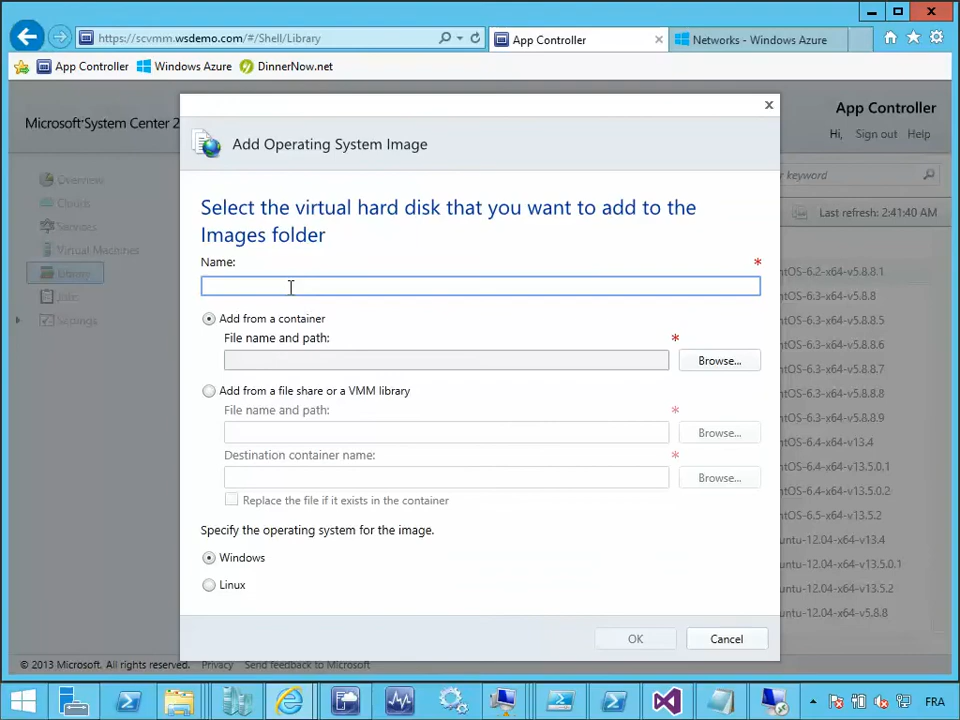 https://scvmm.wsdemo.com/#/Shell/Library
App Controller
Networks - Windows Azure
App Controller
Windows Azure
DinnerNow.net
Microsoft System Center 2
App Controller
Hi,
Sign out
Help
Add Operating System Image
keyword
Overview
Clouds
Services
Virtual Machines
Library
Jobs
Settings
Last refresh: 2:41:40 AM
Select the virtual hard disk that you want to add to the
Images folder
Name:
*
Add from a container
File name and path:
*
Browse...
Add from a file share or a VMM library
File name and path:
*
Browse...
Destination container name:
*
Browse...
Replace the file if it exists in the container
Specify the operating system for the image.
Windows
Linux
OK
Cancel
ntOS-6.2-x64-v5.8.8.1
ntOS-6.3-x64-v5.8.8
ntOS-6.3-x64-v5.8.8.5
ntOS-6.3-x64-v5.8.8.6
ntOS-6.3-x64-v5.8.8.7
ntOS-6.3-x64-v5.8.8.8
ntOS-6.3-x64-v5.8.8.9
ntOS-6.4-x64-v13.4
ntOS-6.4-x64-v13.5.0.1
ntOS-6.4-x64-v13.5.0.2
ntOS-6.5-x64-v13.5.2
untu-12.04-x64-v13.4
untu-12.04-x64-v13.5.0.1
untu-12.04-x64-v13.5.2
untu-12.04-x64-v5.8.8
© 2013 Microsoft. All rights reserved.
Privacy
Send feedback to Microsoft
FRA